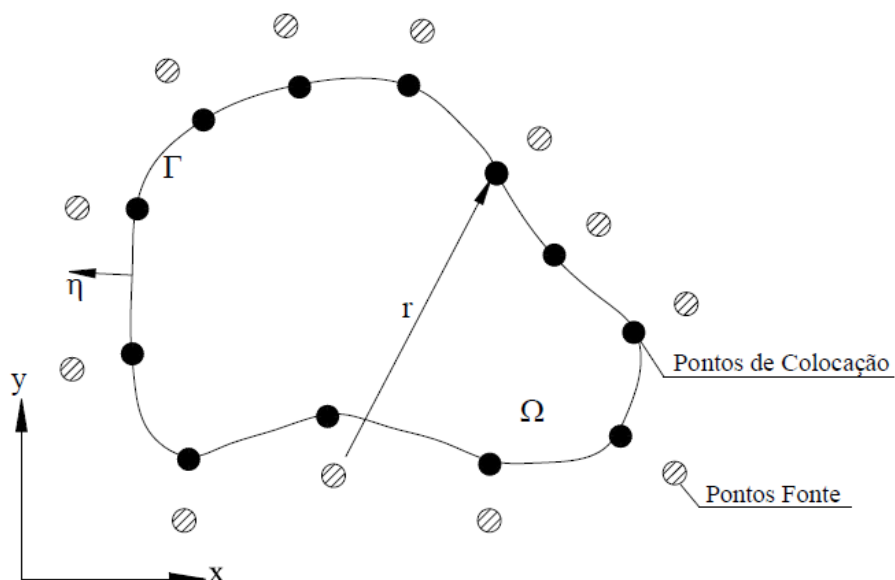 Γ
η
r
Pontos de Colocação
y
Ω
Pontos Fonte
x